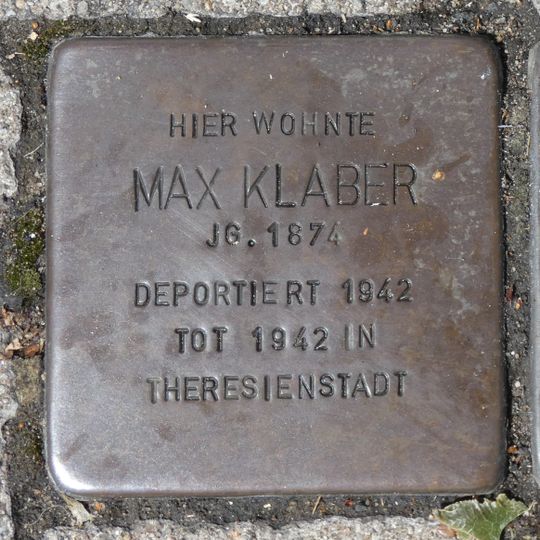 HIER WOHNTE
MAX KLABER
JG. 1874
DEPORTIERT 1942
TOT 1942 IN
THERESIENSTADT